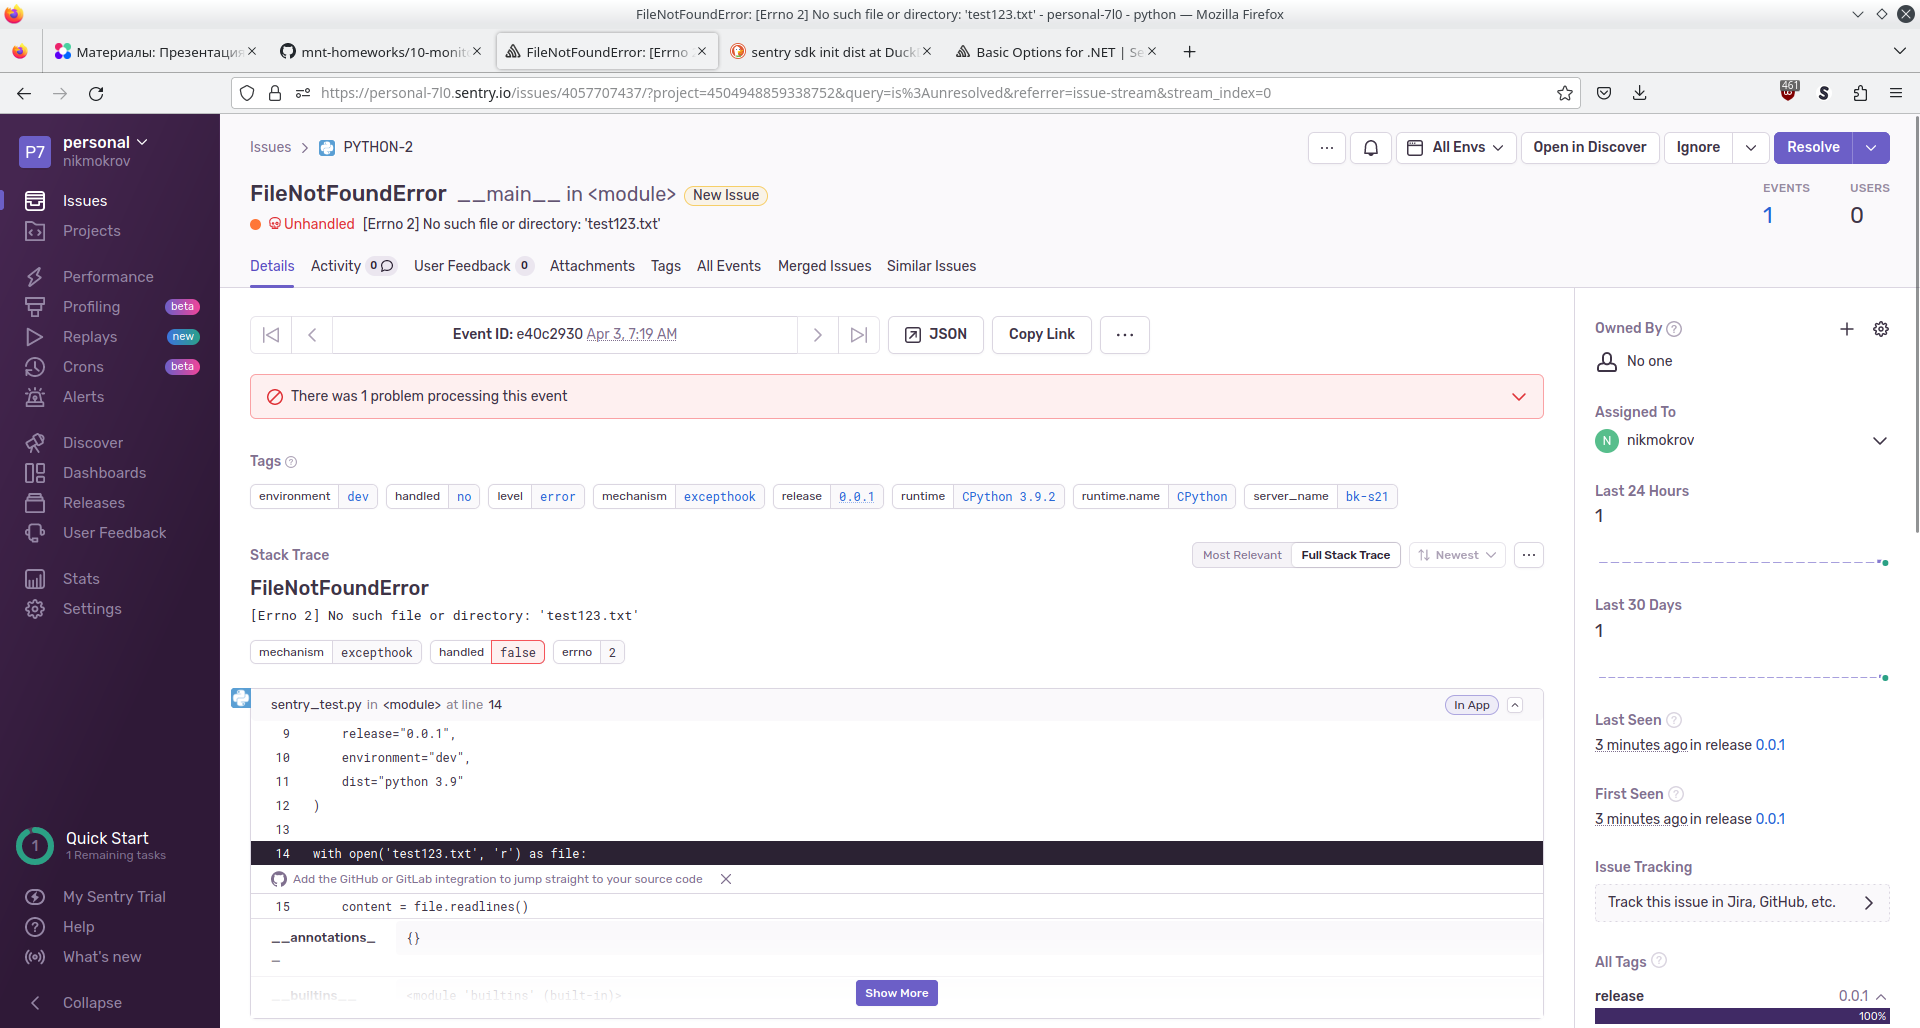 FileNotFoundError: [Errno 2] No such file or directory: 'test123.txt' - personal-7l0 - python — Mozilla Firefox
Материалы: Презентация
mnt-homeworks/10-monit
FileNotFoundError: [Errno
sentry sdk init dist at Duck
Basic Options for .NET | Se
https://personal-7l0.sentry.io/issues/4057707437/?project=4504948859338752&query=is%3Aunresolved&referrer=issue-stream&stream_index=0
461
P7
personal
nikmokrov
Issues
Projects
Performance
Profiling beta
Replays new
Crons beta
Alerts
Discover
Dashboards
Releases
User Feedback
Stats
Settings
1
Quick Start
1 Remaining tasks
My Sentry Trial
Help
What's new
Collapse
Issues > PYTHON-2
All Envs
Open in Discover
Ignore
Resolve
FileNotFoundError __main__ in <module> New Issue
Unhandled [Errno 2] No such file or directory: 'test123.txt'
EVENTS
1
USERS
0
Details
Activity 0
User Feedback 0
Attachments
Tags
All Events
Merged Issues
Similar Issues
Event ID: e40c2930 Apr 3, 7:19 AM
JSON
Copy Link
There was 1 problem processing this event
Tags
environment dev
handled no
level error
mechanism excepthook
release 0.0.1
runtime CPython 3.9.2
runtime.name CPython
server_name bk-s21
Stack Trace
Most Relevant
Full Stack Trace
Newest
FileNotFoundError
[Errno 2] No such file or directory: 'test123.txt'
mechanism excepthook
handled false
errno 2
sentry_test.py in <module> at line 14
In App
9 release="0.0.1",
10 environment="dev",
11 dist="python 3.9"
12 )
13
14 with open('test123.txt', 'r') as file:
Add the GitHub or GitLab integration to jump straight to your source code
15 content = file.readlines()
__annotations_
_
{}
__builtins__ <module 'builtins' (built-in)>
Show More
Owned By
No one
Assigned To
N nikmokrov
Last 24 Hours
1
Last 30 Days
1
Last Seen
3 minutes ago in release 0.0.1
First Seen
3 minutes ago in release 0.0.1
Issue Tracking
Track this issue in Jira, GitHub, etc.
All Tags
release 0.0.1
100%